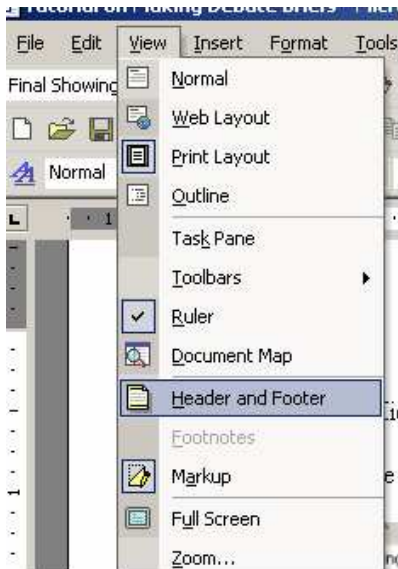 Tutorial on Making Debate Briefs
File Edit View Insert Format Tools
Final Showing
Normal
1
Normal
Web Layout
Print Layout
Outline
Task Pane
Toolbars
Ruler
Document Map
Header and Footer
Footnotes
Markup
Full Screen
Zoom...